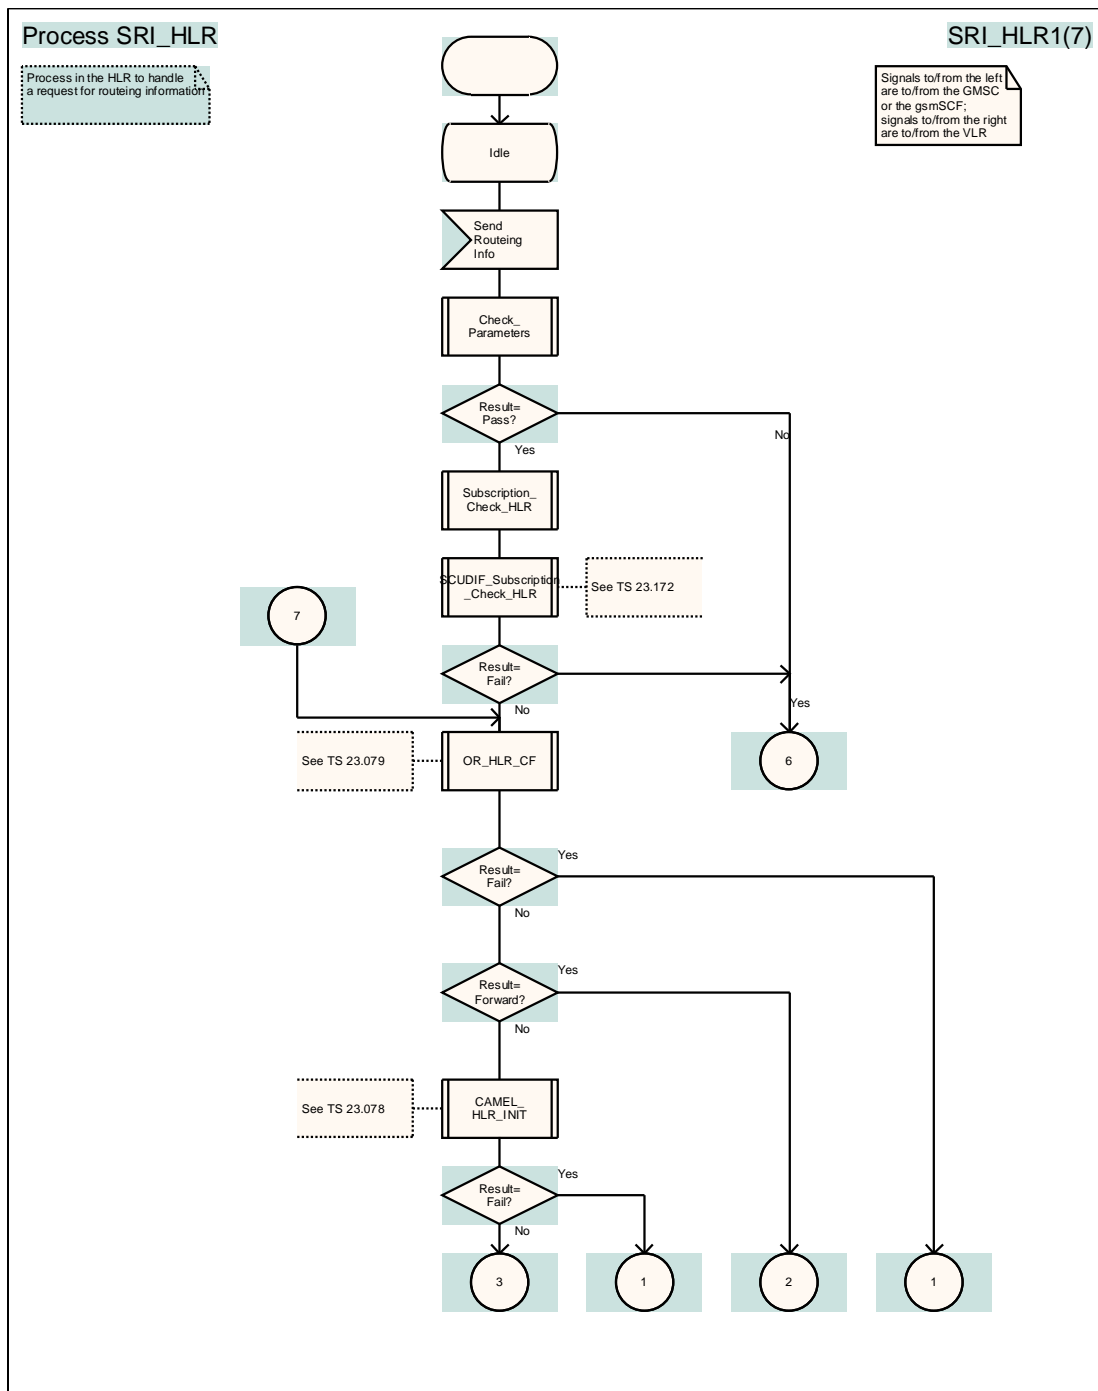 Process SRI_HLR
SRI_HLR1(7)
Process in the HLR to handle
a request for routeing information
Signals to/from the left
are to/from the GMSC
or the gsmSCF;
signals to/from the right
are to/from the VLR
Idle
Send
Routeing
Info
Check_
Parameters
Result=
Pass?
No
Yes
Subscription_
Check_HLR
SCUDIF_Subscription
_Check_HLR
See TS 23.172
7
Result=
Fail?
Yes
No
See TS 23.079
OR_HLR_CF
6
Result=
Fail?
Yes
No
Result=
Forward?
Yes
No
See TS 23.078
CAMEL_
HLR_INIT
Result=
Fail?
Yes
No
3
1
2
1